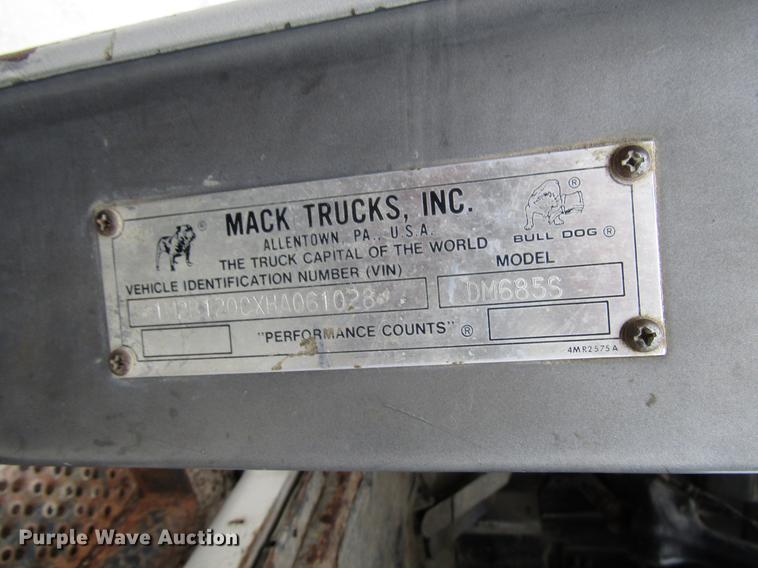 MACK TRUCKS, INC.
ALLENTOWN, PA., U.S.A.
THE TRUCK CAPITAL OF THE WORLD
BULL DOG ®
VEHICLE IDENTIFICATION NUMBER (VIN)
MODEL
1M2B120CXHA061028
DM685S
"PERFORMANCE COUNTS" ®
4MR2575A
Purple Wave Auction